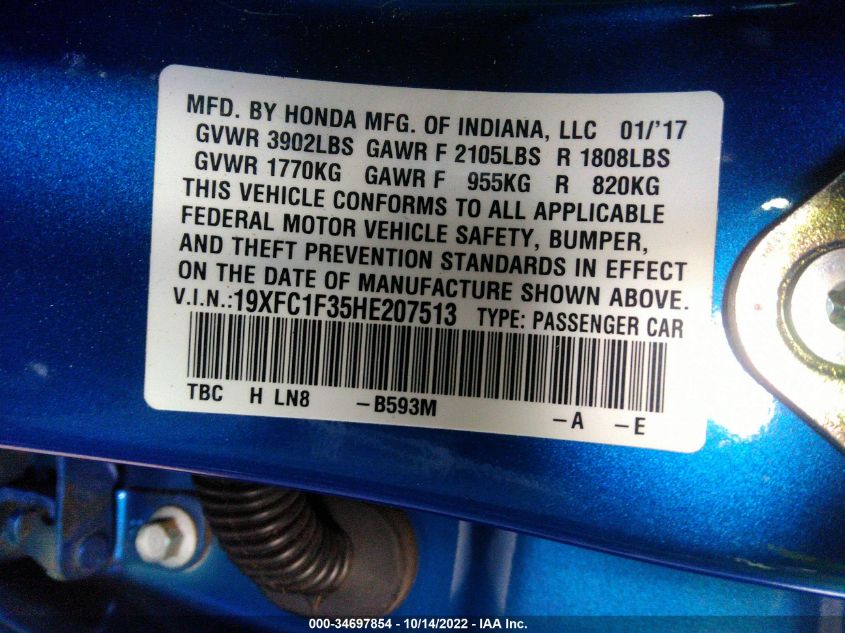 MFD. BY HONDA MFG. OF INDIANA, LLC 01/'17
GVWR 3902LBS GAWR F 2105LBS R 1808LBS
GVWR 1770KG GAWR F 955KG R 820KG
THIS VEHICLE CONFORMS TO ALL APPLICABLE
FEDERAL MOTOR VEHICLE SAFETY, BUMPER,
AND THEFT PREVENTION STANDARDS IN EFFECT
ON THE DATE OF MANUFACTURE SHOWN ABOVE.
V.I.N.:19XFC1F35HE207513 TYPE: PASSENGER CAR
TBC H LN8 -B593M -A -E
000-34697854 - 10/14/2022 - IAA Inc.